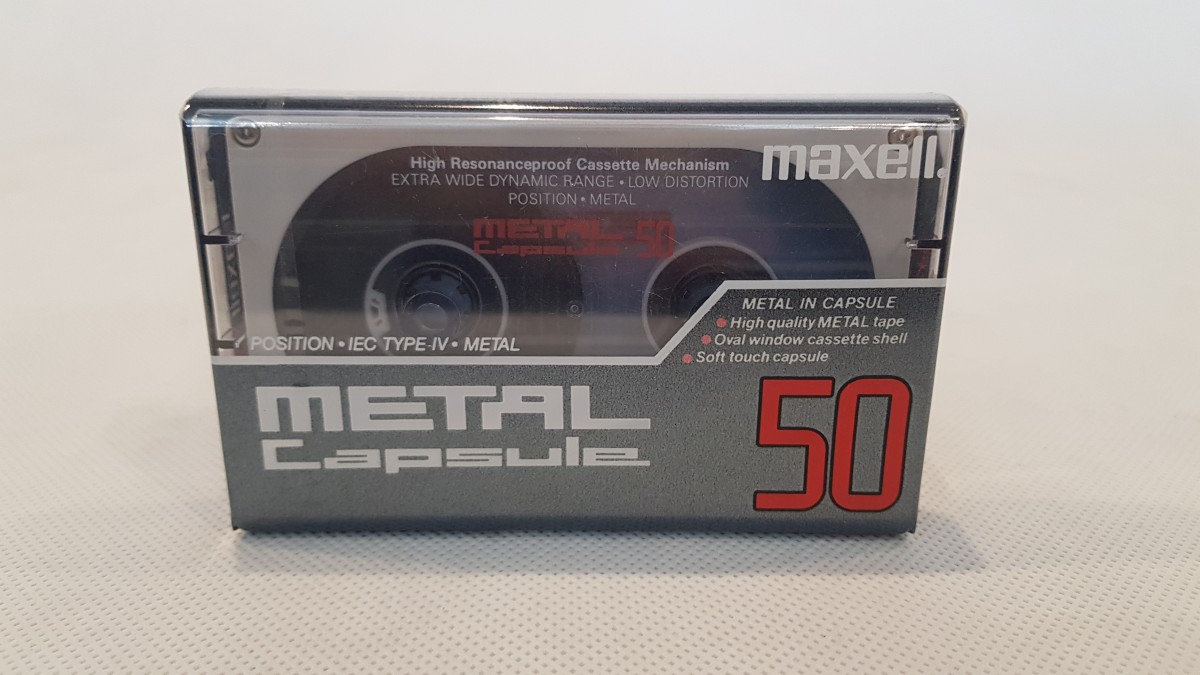 High Resonanceproof Cassette Mechanism
maxell.
EXTRA WIDE DYNAMIC RANGE • LOW DISTORTION
POSITION • METAL
METAL
Capsule 50
METAL IN CAPSULE
• High quality METAL tape
• Oval window cassette shell
• Soft touch capsule
POSITION • IEC TYPE-IV • METAL
METAL
Capsule
50